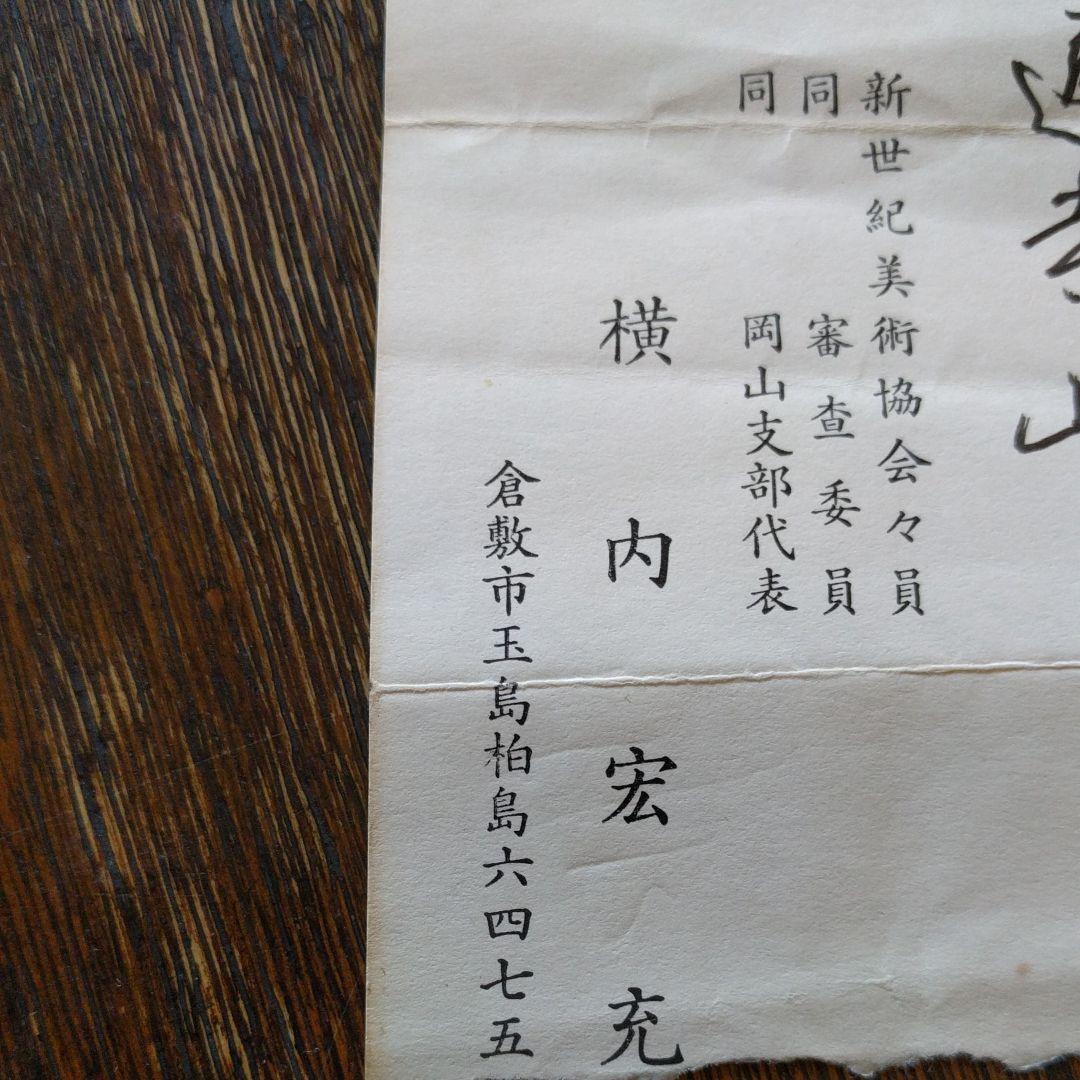 新世紀美術協会々員
同 審査委員
同 岡山支部代表
横内宏充
倉敷市玉島柏島六四七五